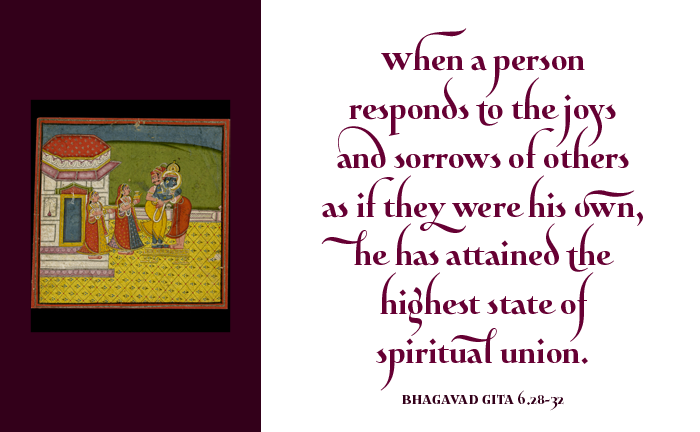 When a person
responds to the joys
and sorrows of others
as if they were his own,
he has attained the
highest state of
spiritual union.
BHAGAVAD GITA 6.28-32